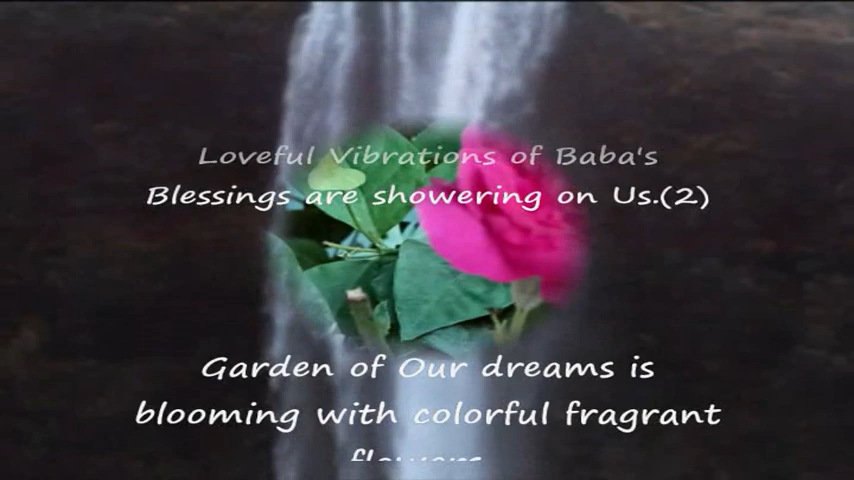 Loveful Vibrations of Baba's
Blessings are showering on Us.(2)
Garden of Our dreams is
blooming with colorful fragrant
flowers